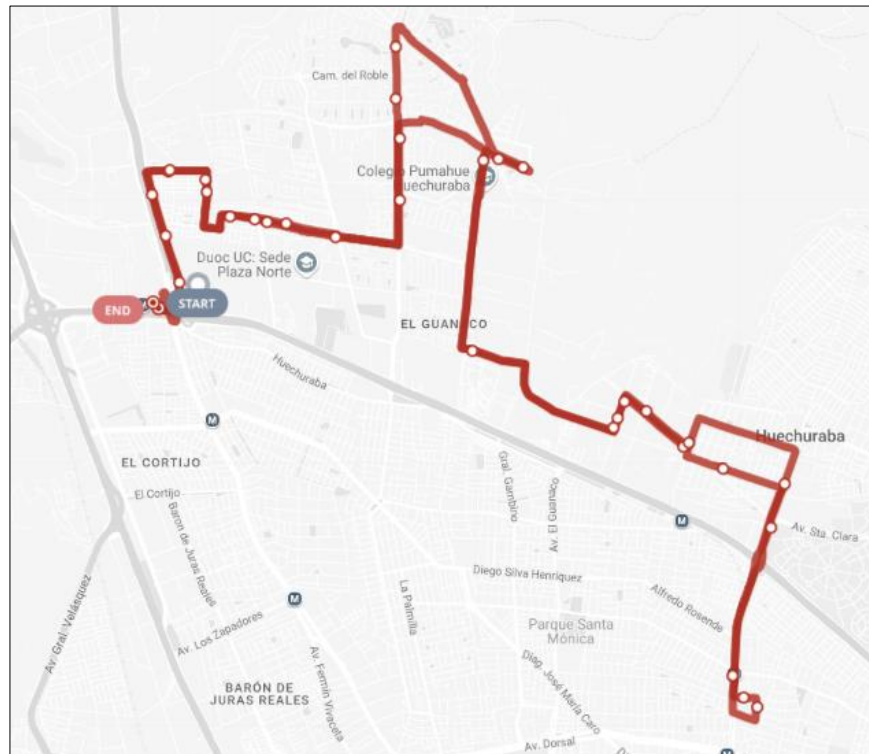 Cam. del Roble
Colegio Pumahue
Huechuraba
Duoc UC: Sede
Plaza Norte
END
START
EL GUANACO
Huechuraba
Huechuraba
M
EL CORTIJO
El Cortijo
Gral. Gambino
Av. El Guanaco
M
Av. Sta. Clara
Baron de Juras Reales
Diego Silva Henriquez
Alfredo Rosende
Av. Gral. Velásquez
M
La Palmilla
Parque Santa
Mónica
Av. Los Zapadores
Av. Fermín Vivaceta
Diag. José María Caro
BARÓN DE
JURAS REALES
Av. Dorsal
M